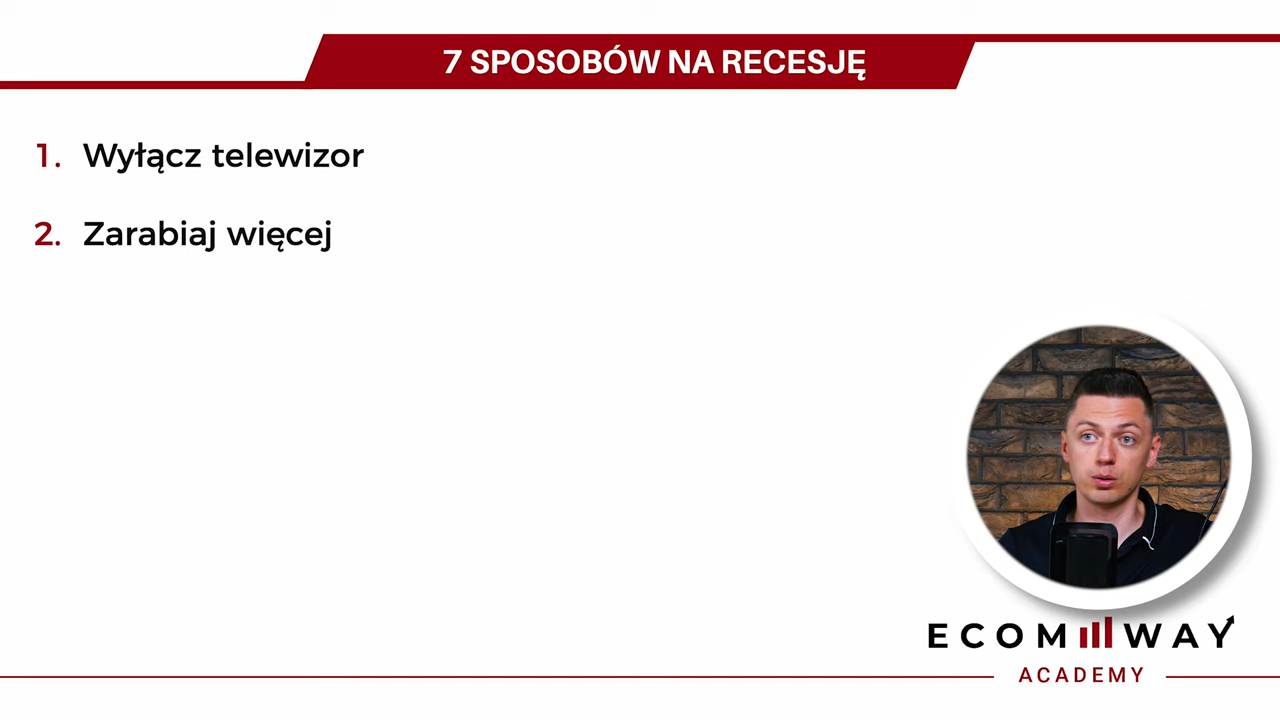 7 SPOSOBÓW NA RECESJĘ
1. Wyłącz telewizor
2. Zarabiaj więcej
ECOM WAY
ACADEMY